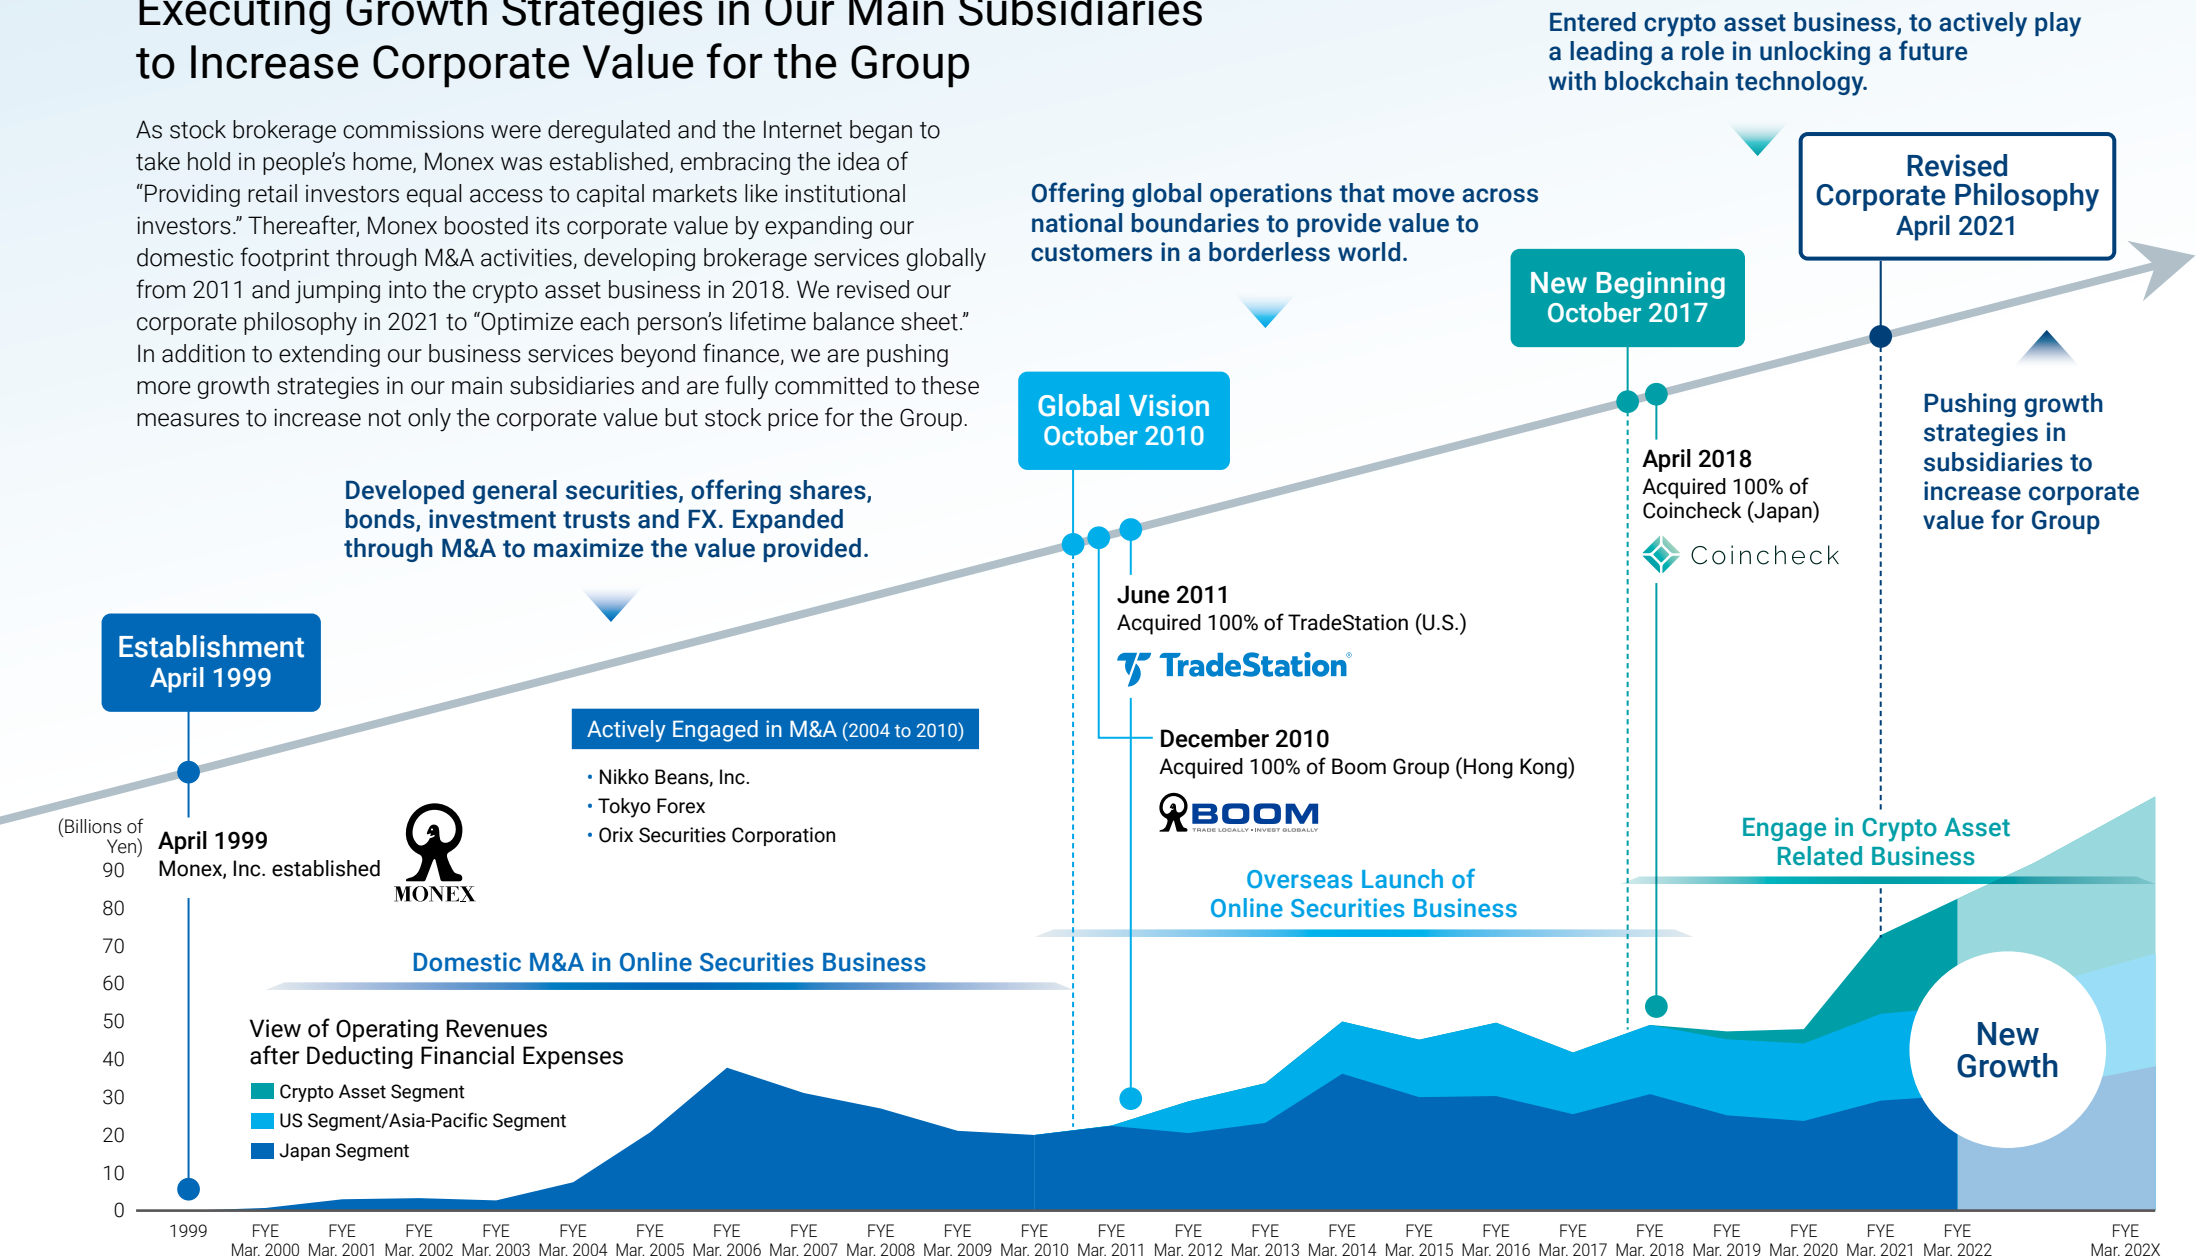 Executing Growth Strategies in Our Main Subsidiaries
to Increase Corporate Value for the Group
As stock brokerage commissions were deregulated and the Internet began to
take hold in people's home, Monex was established, embracing the idea of
“Providing retail investors equal access to capital markets like institutional
investors.” Thereafter, Monex boosted its corporate value by expanding our
domestic footprint through M&A activities, developing brokerage services globally
from 2011 and jumping into the crypto asset business in 2018. We revised our
corporate philosophy in 2021 to “Optimize each person's lifetime balance sheet.”
In addition to extending our business services beyond finance, we are pushing
more growth strategies in our main subsidiaries and are fully committed to these
measures to increase not only the corporate value but stock price for the Group.
Entered crypto asset business, to actively play
a leading a role in unlocking a future
with blockchain technology.
Revised
Corporate Philosophy
April 2021
Offering global operations that move across
national boundaries to provide value to
customers in a borderless world.
New Beginning
October 2017
Global Vision
October 2010
Pushing growth
strategies in
subsidiaries to
increase corporate
value for Group
April 2018
Acquired 100% of
Coincheck (Japan)
Coincheck
Developed general securities, offering shares,
bonds, investment trusts and FX. Expanded
through M&A to maximize the value provided.
June 2011
Acquired 100% of TradeStation (U.S.)
TradeStation®
Establishment
April 1999
Actively Engaged in M&A (2004 to 2010)
• Nikko Beans, Inc.
• Tokyo Forex
• Orix Securities Corporation
December 2010
Acquired 100% of Boom Group (Hong Kong)
BOOM
TRADE LOCALLY • INVEST GLOBALLY
(Billions of
Yen)
April 1999
Monex, Inc. established
MONEX
Engage in Crypto Asset
Related Business
Overseas Launch of
Online Securities Business
Domestic M&A in Online Securities Business
View of Operating Revenues
after Deducting Financial Expenses
Crypto Asset Segment
US Segment/Asia-Pacific Segment
Japan Segment
New
Growth
90
80
70
60
50
40
30
20
10
0
1999
FYE
Mar. 2000
FYE
Mar. 2001
FYE
Mar. 2002
FYE
Mar. 2003
FYE
Mar. 2004
FYE
Mar. 2005
FYE
Mar. 2006
FYE
Mar. 2007
FYE
Mar. 2008
FYE
Mar. 2009
FYE
Mar. 2010
FYE
Mar. 2011
FYE
Mar. 2012
FYE
Mar. 2013
FYE
Mar. 2014
FYE
Mar. 2015
FYE
Mar. 2016
FYE
Mar. 2017
FYE
Mar. 2018
FYE
Mar. 2019
FYE
Mar. 2020
FYE
Mar. 2021
FYE
Mar. 2022
FYE
Mar. 202X